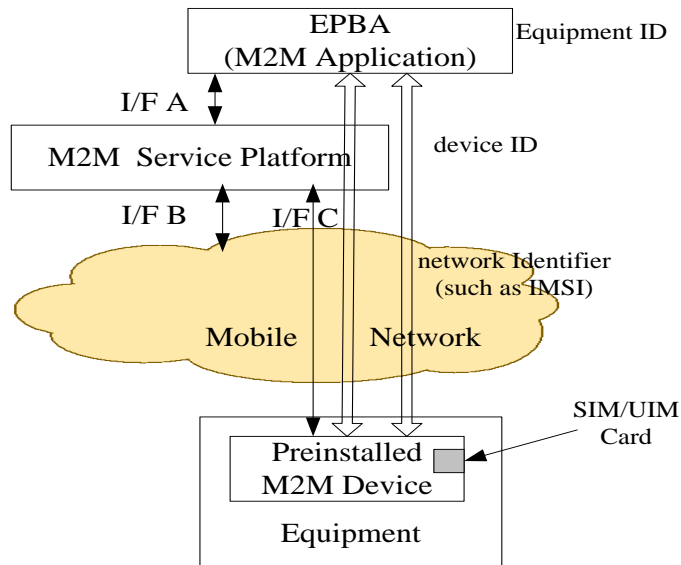 EPBA
(M2M Application)
Equipment ID
I/F A
M2M Service Platform
device ID
I/F B
I/F C
network Identifier
(such as IMSI)
Mobile Network
SIM/UIM
Card
Preinstalled
M2M Device
Equipment